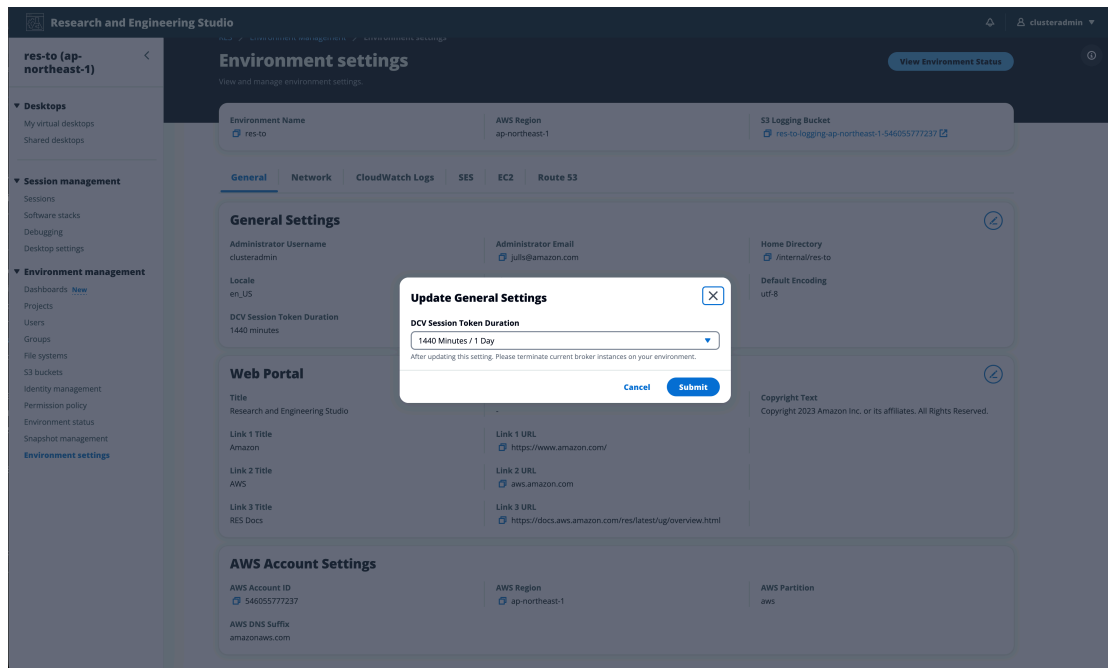 Research and Engineering Studio
clusteradmin
res-to (ap-northeast-1)
Desktops
My virtual desktops
Shared desktops
Session management
Sessions
Software stacks
Debugging
Desktop settings
Environment management
Dashboards New
Projects
Users
Groups
File systems
S3 buckets
Identity management
Permission policy
Environment status
Snapshot management
Environment settings
RES > Environment Management > Environment settings
Environment settings
View and manage environment settings.
View Environment Status
Environment Name
res-to
AWS Region
ap-northeast-1
S3 Logging Bucket
res-to-logging-ap-northeast-1-546055777237
General Network CloudWatch Logs SES EC2 Route 53
General Settings
Administrator Username
clusteradmin
Administrator Email
julls@amazon.com
Home Directory
/internal/res-to
Locale
en_US
Default Encoding
utf-8
DCV Session Token Duration
1440 minutes
Update General Settings
DCV Session Token Duration
1440 Minutes / 1 Day
After updating this setting. Please terminate current broker instances on your environment.
Cancel Submit
Web Portal
Title
Research and Engineering Studio
-
Copyright Text
Copyright 2023 Amazon Inc. or its affiliates. All Rights Reserved.
Link 1 Title
Amazon
Link 1 URL
https://www.amazon.com/
Link 2 Title
AWS
Link 2 URL
aws.amazon.com
Link 3 Title
RES Docs
Link 3 URL
https://docs.aws.amazon.com/res/latest/ug/overview.html
AWS Account Settings
AWS Account ID
546055777237
AWS Region
ap-northeast-1
AWS Partition
aws
AWS DNS Suffix
amazonaws.com